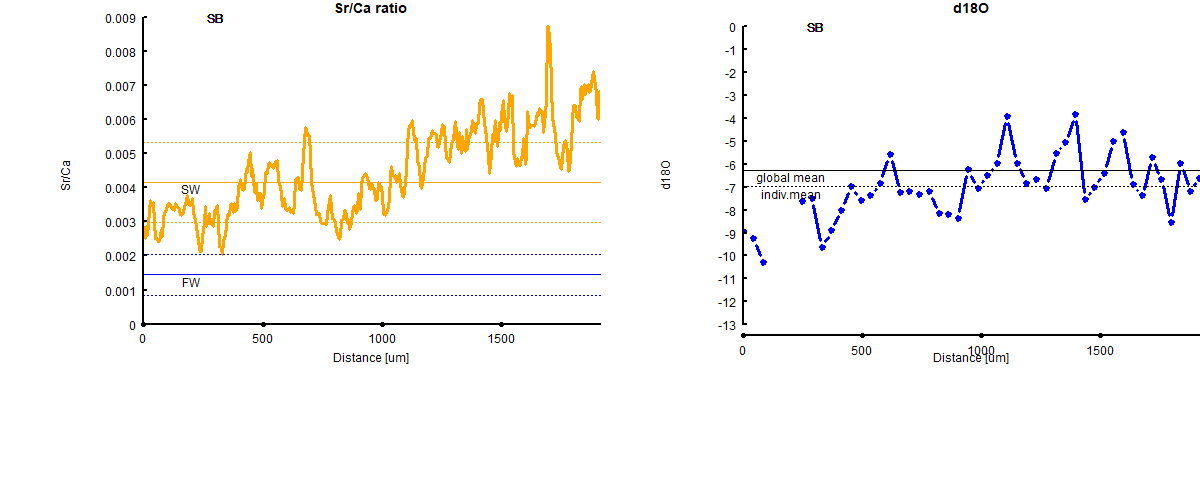 Sr/Ca ratio
SB
0.009
0.008
0.007
0.006
0.005
0.004
0.003
0.002
0.001
0
Sr/Ca
SW
FW
0
500
1000
1500
Distance [um]
d18O
SB
0
-1
-2
-3
-4
-5
-6
-7
-8
-9
-10
-11
-12
-13
d18O
global mean
indiv.mean
0
500
1000
1500
Distance [um]